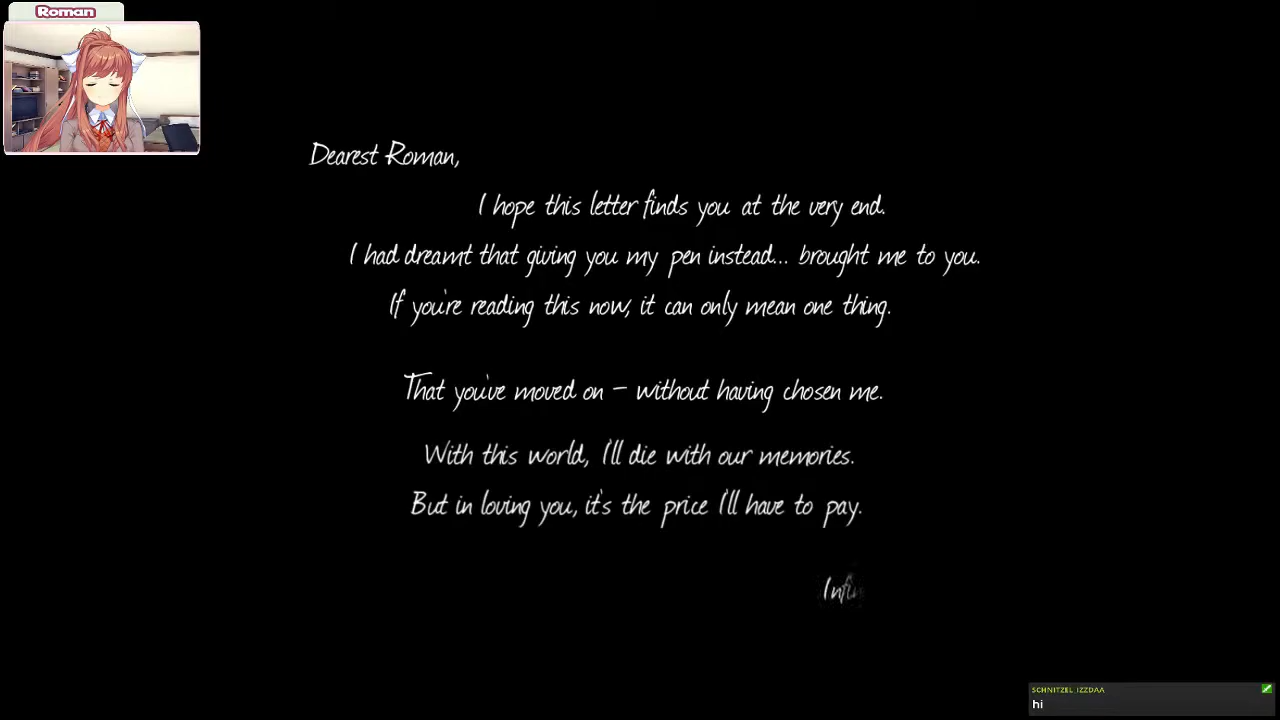 Roman
Dearest Roman,
I hope this letter finds you at the very end.
I had dreamt that giving you my pen instead... brought me to you.
If you're reading this now, it can only mean one thing.
That you've moved on – without having chosen me.
With this world, I'll die with our memories.
But in loving you, it's the price I'll have to pay.
Infin
SCHNITZEL_IZZDAA
hi